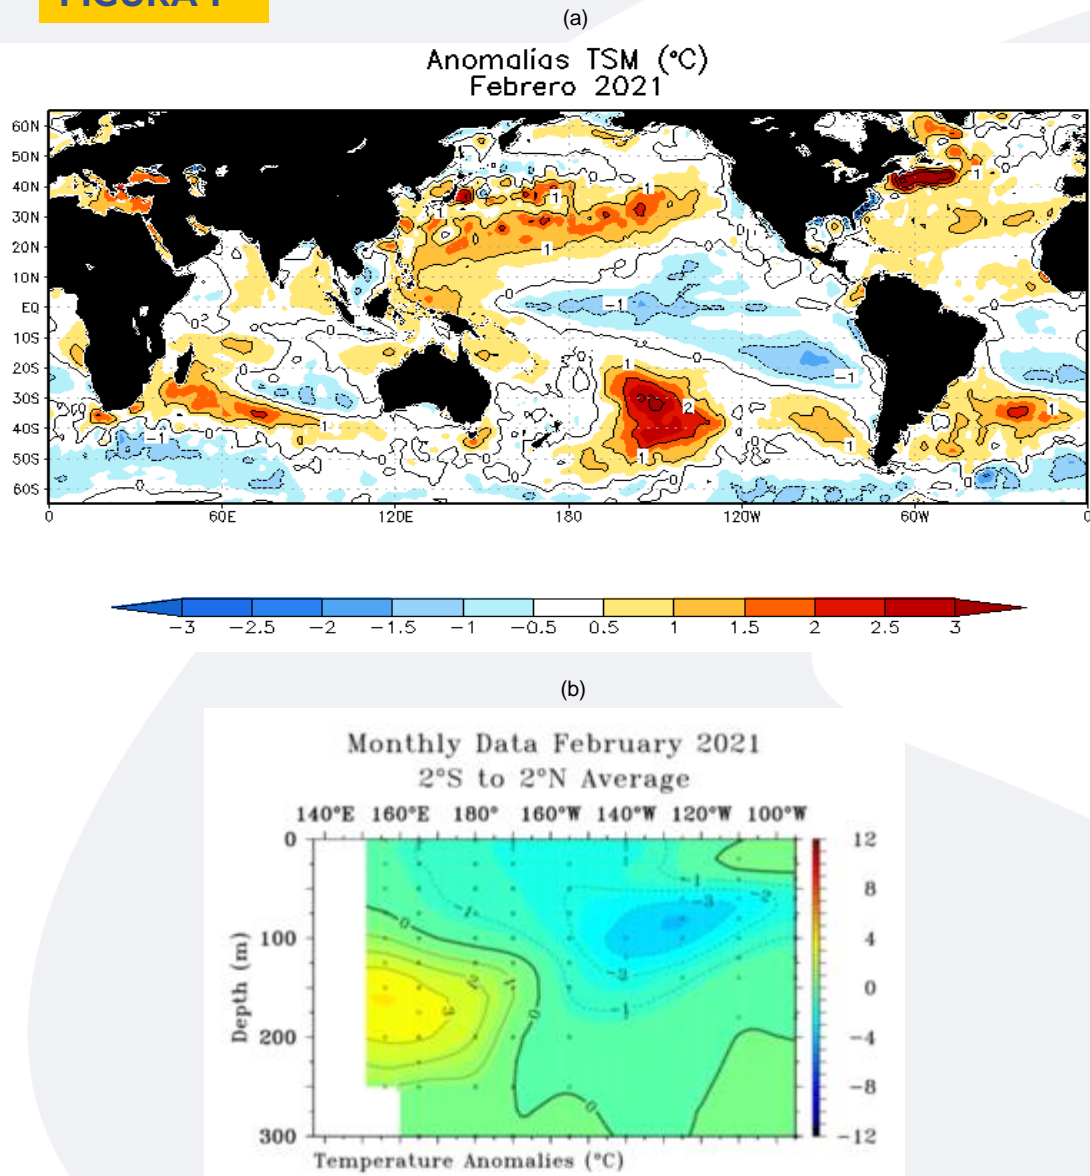 FIGURA 1
(a)
Anomalías TSM (°C)
Febrero 2021
60N
50N
40N
30N
20N
10N
EQ
10S
20S
30S
40S
50S
60S
0 60E 120E 180 120W 60W 0
-3 -2.5 -2 -1.5 -1 -0.5 0.5 1 1.5 2 2.5 3
(b)
Monthly Data February 2021
2°S to 2°N Average
140°E 160°E 180° 160°W 140°W 120°W 100°W
0
100
200
300
Depth (m)
12
8
4
0
-4
-8
-12
Temperature Anomalies (°C)